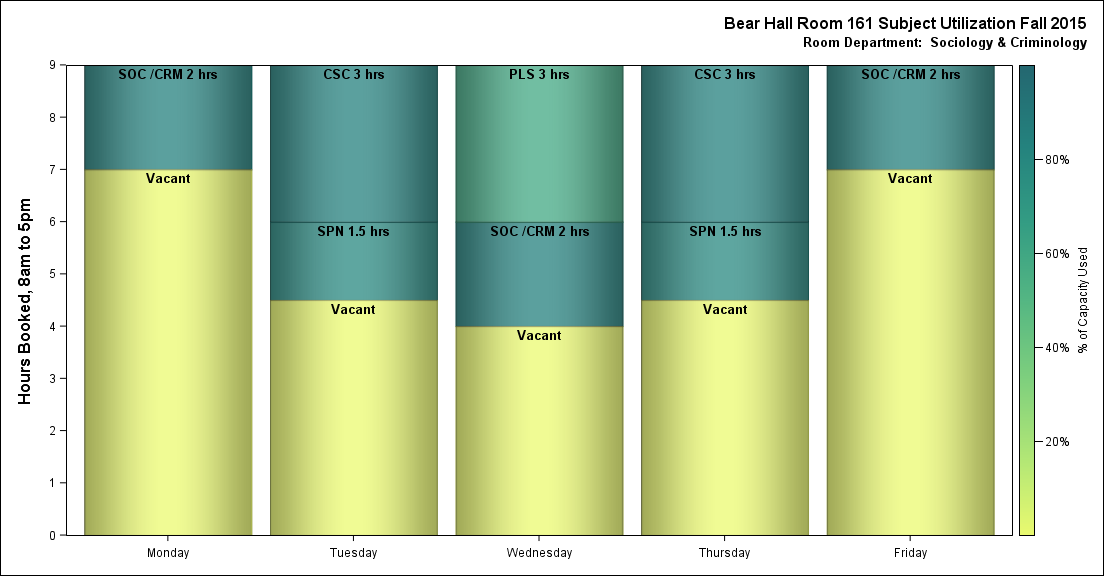 Bear Hall Room 161 Subject Utilization Fall 2015
Room Department:  Sociology & Criminology
Hours Booked, 8am to 5pm
9
8
7
6
5
4
3
2
1
0
SOC /CRM 2 hrs
Vacant
CSC 3 hrs
SPN 1.5 hrs
Vacant
PLS 3 hrs
SOC /CRM 2 hrs
Vacant
CSC 3 hrs
SPN 1.5 hrs
Vacant
SOC /CRM 2 hrs
Vacant
Monday
Tuesday
Wednesday
Thursday
Friday
80%
60%
40%
20%
% of Capacity Used